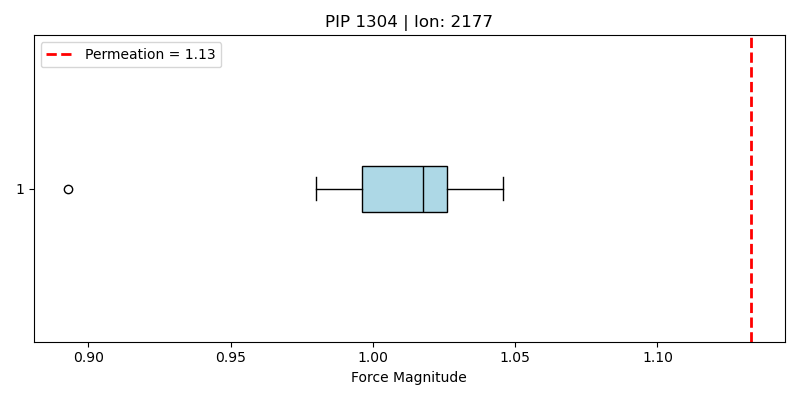 PIP 1304 | Ion: 2177
Permeation = 1.13
1
0.90 0.95 1.00 1.05 1.10
Force Magnitude